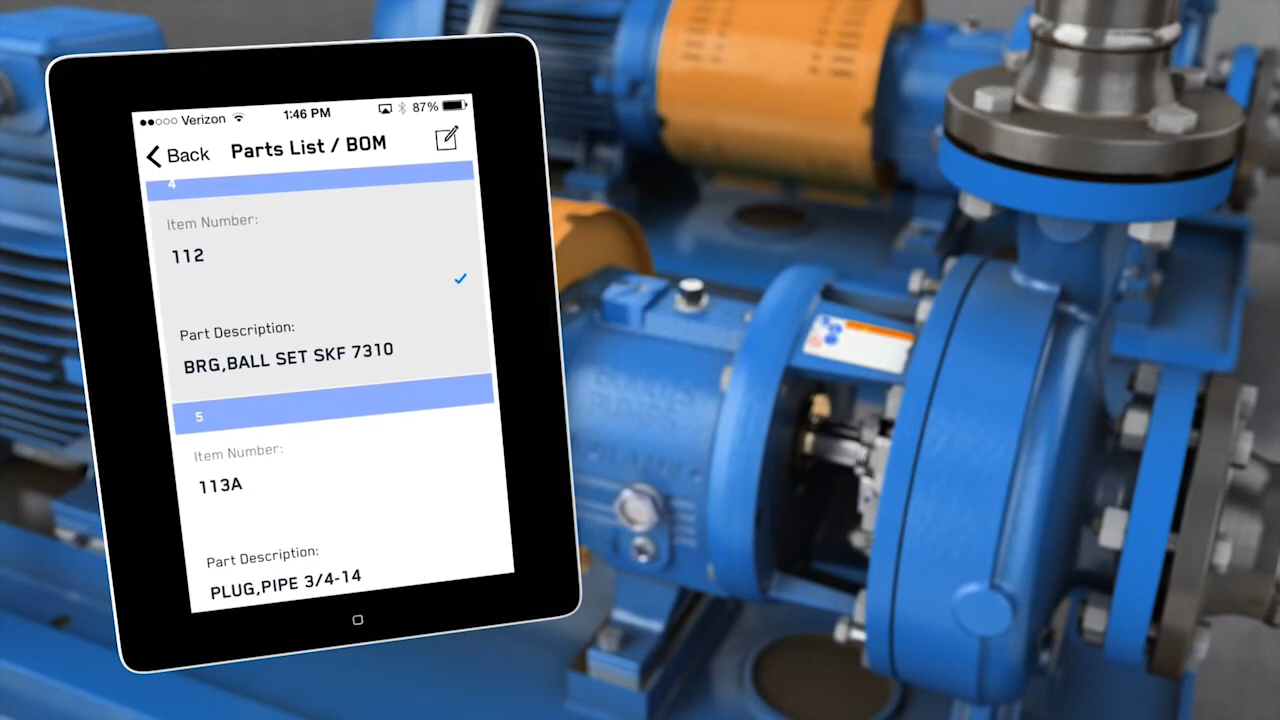 Verizon 1:46 PM 87%
Back Parts List / BOM
4
Item Number:
112
Part Description:
BRG,BALL SET SKF 7310
5
Item Number:
113A
Part Description:
PLUG,PIPE 3/4-14